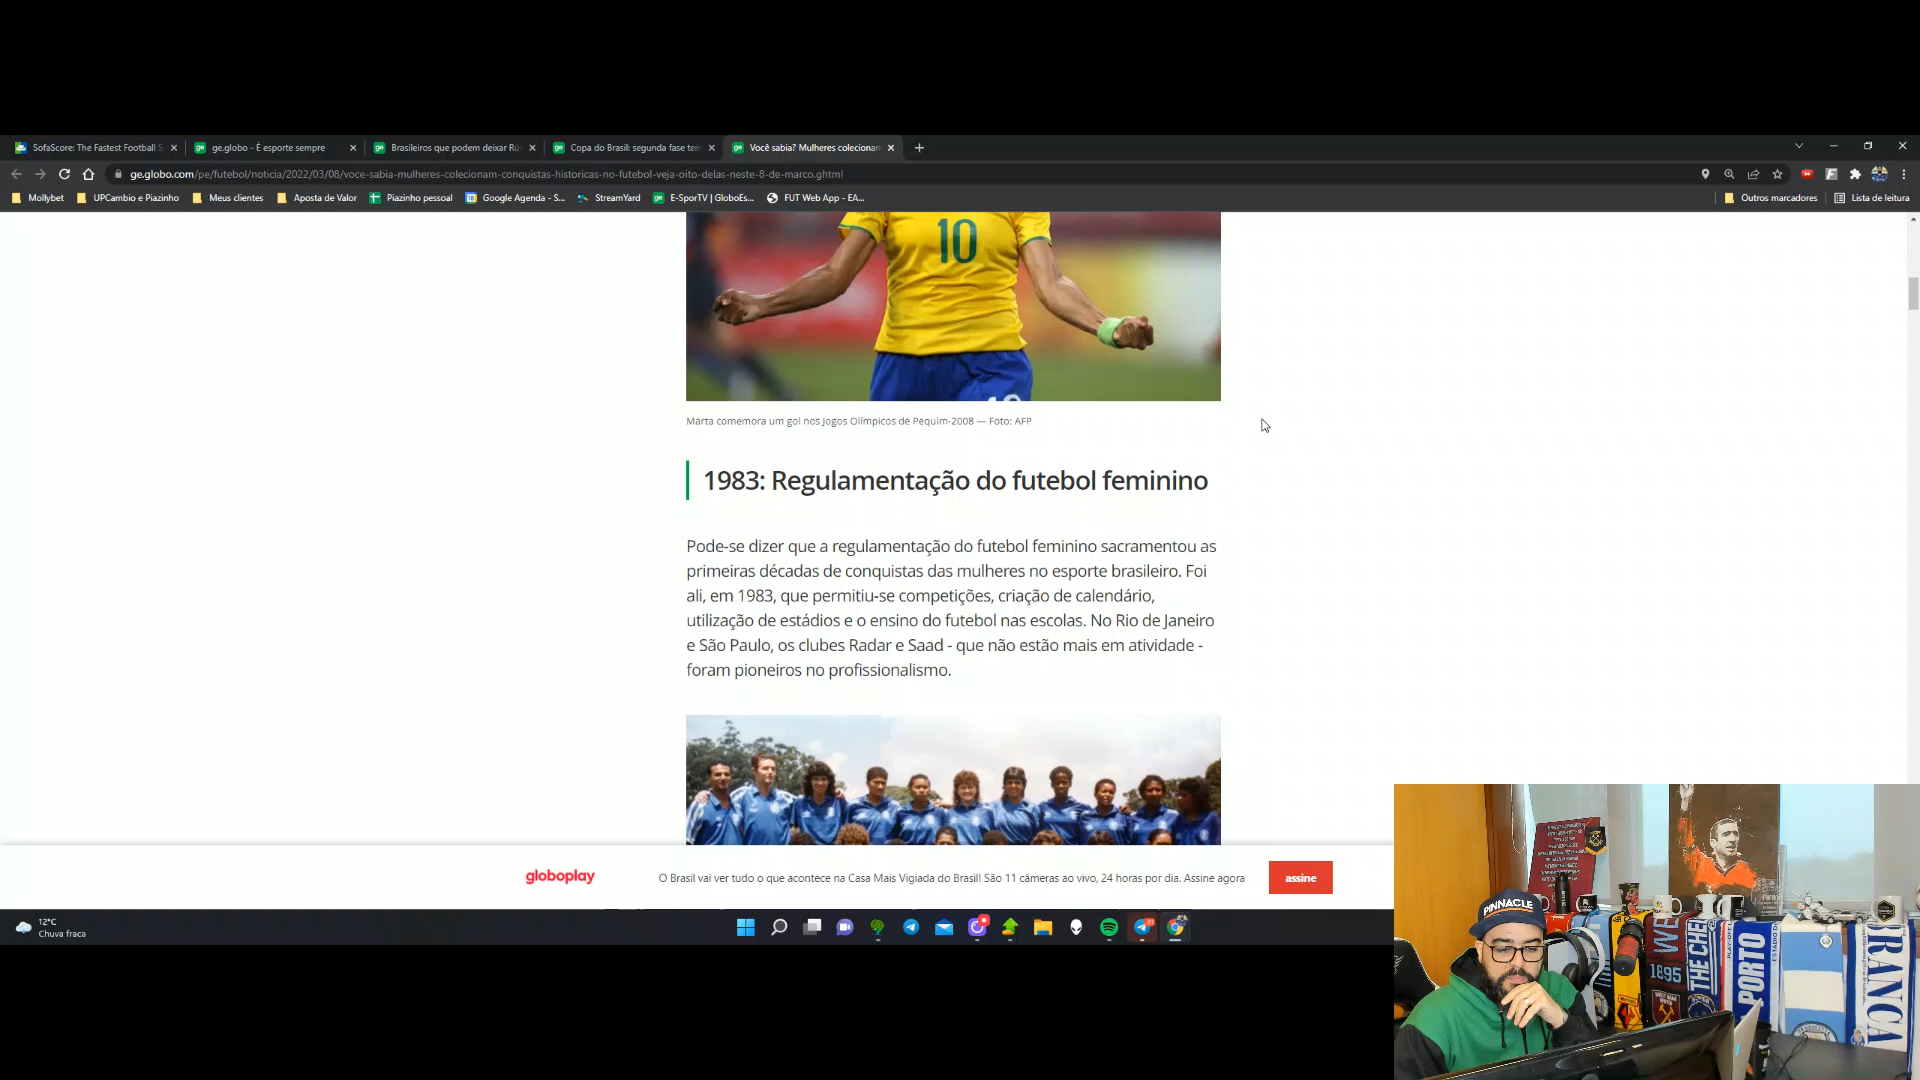 SofaScore: The Fastest Football S
ge.globo - É esporte sempre
Brasileiros que podem deixar Rús
Copa do Brasil: segunda fase tem
Você sabia? Mulheres colecionam
ge.globo.com/pe/futebol/noticia/2022/03/08/voce-sabia-mulheres-colecionam-conquistas-historicas-no-futebol-veja-oito-delas-neste-8-de-marco.ghtml
Mollybet
UPCambio e Piazinho
Meus clientes
Aposta de Valor
Piazinho pessoal
Google Agenda - S...
StreamYard
E-SporTV | GloboEs...
FUT Web App - EA...
Outros marcadores
Lista de leitura
10
Marta comemora um gol nos Jogos Olímpicos de Pequim-2008 — Foto: AFP
1983: Regulamentação do futebol feminino
Pode-se dizer que a regulamentação do futebol feminino sacramentou as
primeiras décadas de conquistas das mulheres no esporte brasileiro. Foi
ali, em 1983, que permitiu-se competições, criação de calendário,
utilização de estádios e o ensino do futebol nas escolas. No Rio de Janeiro
e São Paulo, os clubes Radar e Saad - que não estão mais em atividade -
foram pioneiros no profissionalismo.
globoplay
O Brasil vai ver tudo o que acontece na Casa Mais Vigiada do Brasil! São 11 câmeras ao vivo, 24 horas por dia. Assine agora
assine
12°C
Chuva fraca
PINNACLE
WE
1895
THE CHE
PORTO
BRANCA